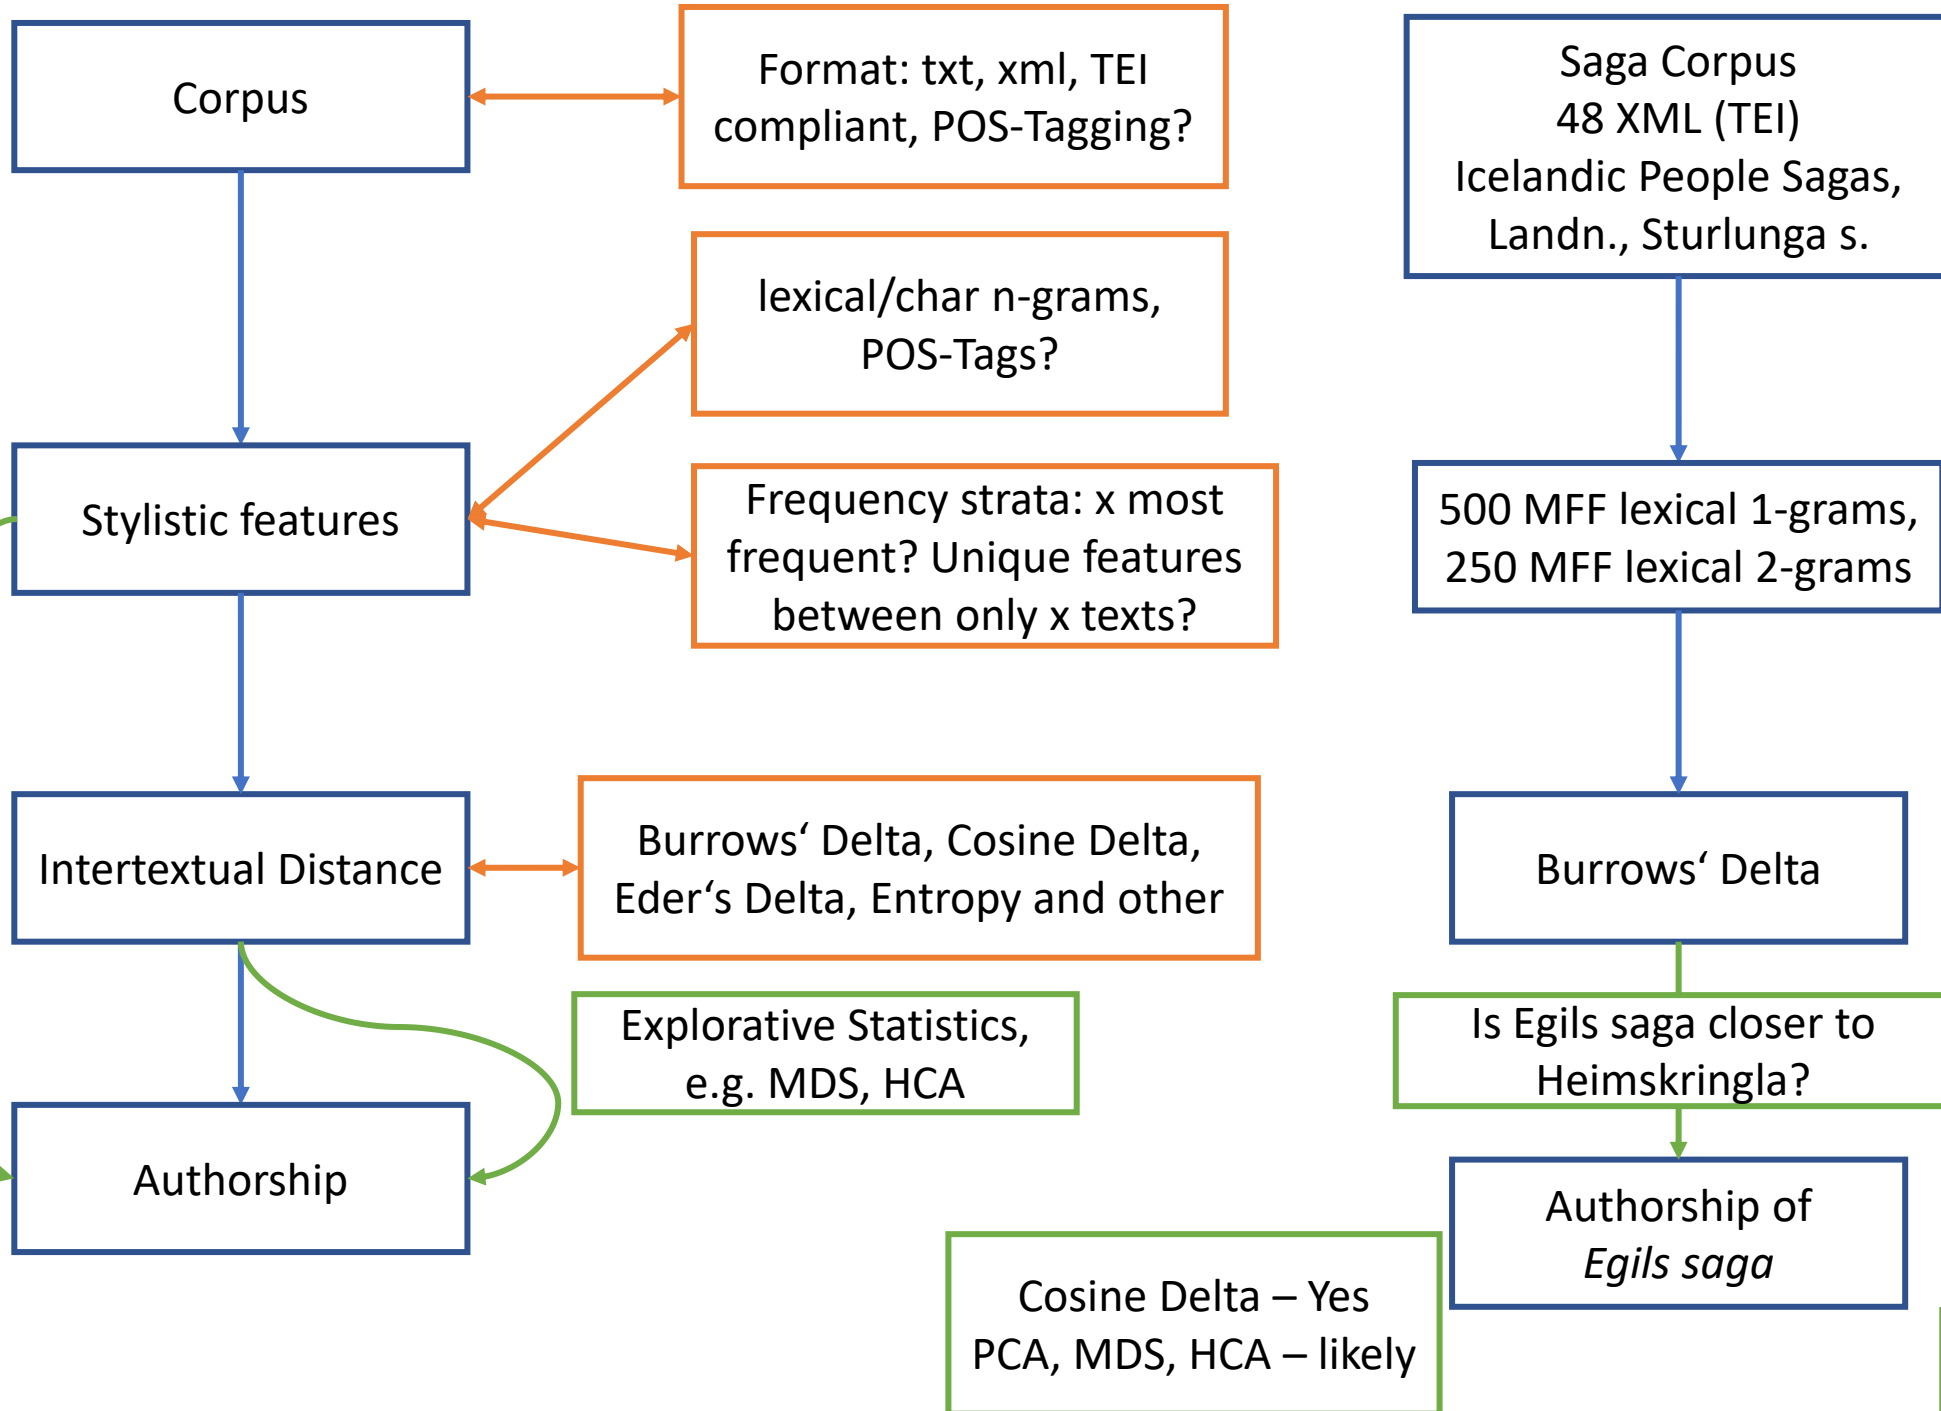 Corpus
Format: txt, xml, TEI
compliant, POS-Tagging?
lexical/char n-grams,
POS-Tags?
Stylistic features
Frequency strata: x most
frequent? Unique features
between only x texts?
Intertextual Distance
Burrows‘ Delta, Cosine Delta,
Eder‘s Delta, Entropy and other
Explorative Statistics,
e.g. MDS, HCA
Authorship
Saga Corpus
48 XML (TEI)
Icelandic People Sagas,
Landn., Sturlunga s.
500 MFF lexical 1-grams,
250 MFF lexical 2-grams
Burrows‘ Delta
Is Egils saga closer to
Heimskringla?
Authorship of
Egils saga
Cosine Delta – Yes
PCA, MDS, HCA – likely